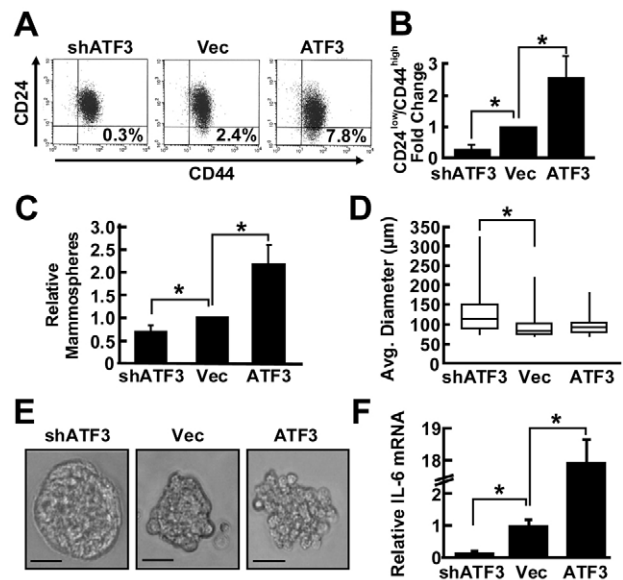 A
shATF3 Vec ATF3
CD24
0.3% 2.4% 7.8%
CD44
B
CD24low/CD44high
Fold Change
3
2
1
0
* *
shATF3 Vec ATF3
C
Relative
Mammospheres
3.0
2.5
2.0
1.5
1.0
0.5
0
* *
shATF3 Vec ATF3
D
Avg. Diameter (µm)
350
300
250
200
150
100
50
0
*
shATF3 Vec ATF3
E
shATF3 Vec ATF3
F
Relative IL-6 mRNA
19
18
2
1
0
* *
shATF3 Vec ATF3